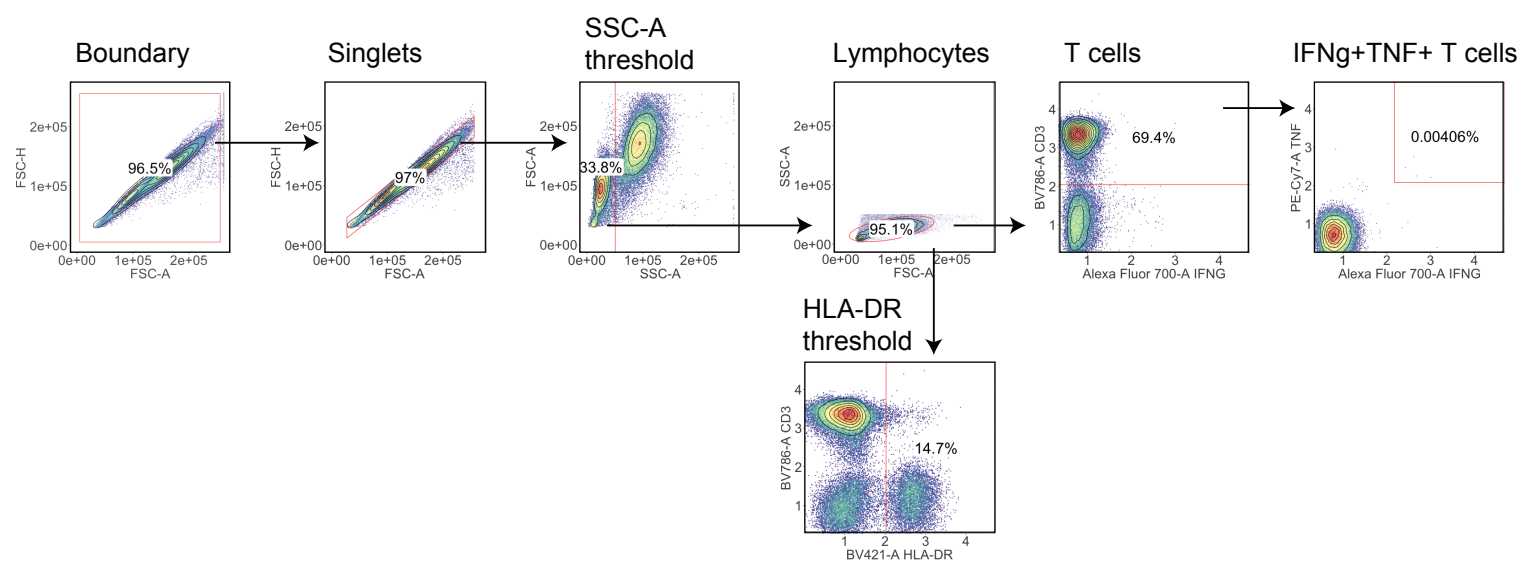 Boundary
Singlets
SSC-A
threshold
Lymphocytes
T cells
IFNg+TNF+ T cells
FSC-H
2e+05
1e+05
0e+00
96.5%
0e+00 1e+05 2e+05
FSC-A
FSC-H
2e+05
1e+05
0e+00
97%
0e+00 1e+05 2e+05
FSC-A
FSC-A
2e+05
1e+05
0e+00
33.8%
0e+00 1e+05 2e+05
SSC-A
SSC-A
2e+05
1e+05
0e+00
95.1%
0e+00 1e+05 2e+05
FSC-A
BV786-A CD3
4
3
2
1
69.4%
1 2 3 4
Alexa Fluor 700-A IFNG
PE-Cy7-A TNF
4
3
2
1
0.00406%
1 2 3 4
Alexa Fluor 700-A IFNG
HLA-DR
threshold
BV786-A CD3
4
3
2
1
14.7%
1 2 3 4
BV421-A HLA-DR